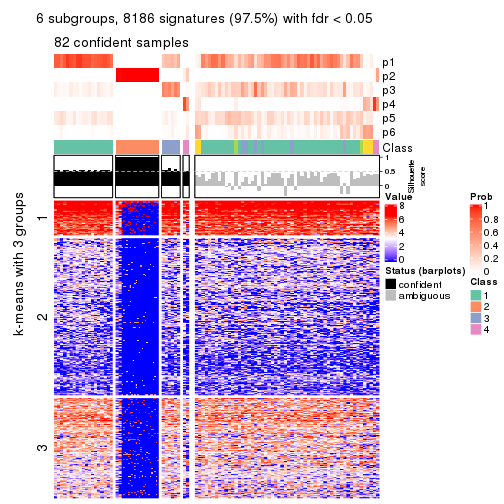 6 subgroups, 8186 signatures (97.5%) with fdr < 0.05
82 confident samples
p1
p2
p3
p4
p5
p6
Class
1
0.5
0
Silhouette
score
k-means with 3 groups
1
2
3
Value
8
6
4
2
0
Status (barplots)
confident
ambiguous
Prob
1
0.8
0.6
0.4
0.2
0
Class
1
2
3
4